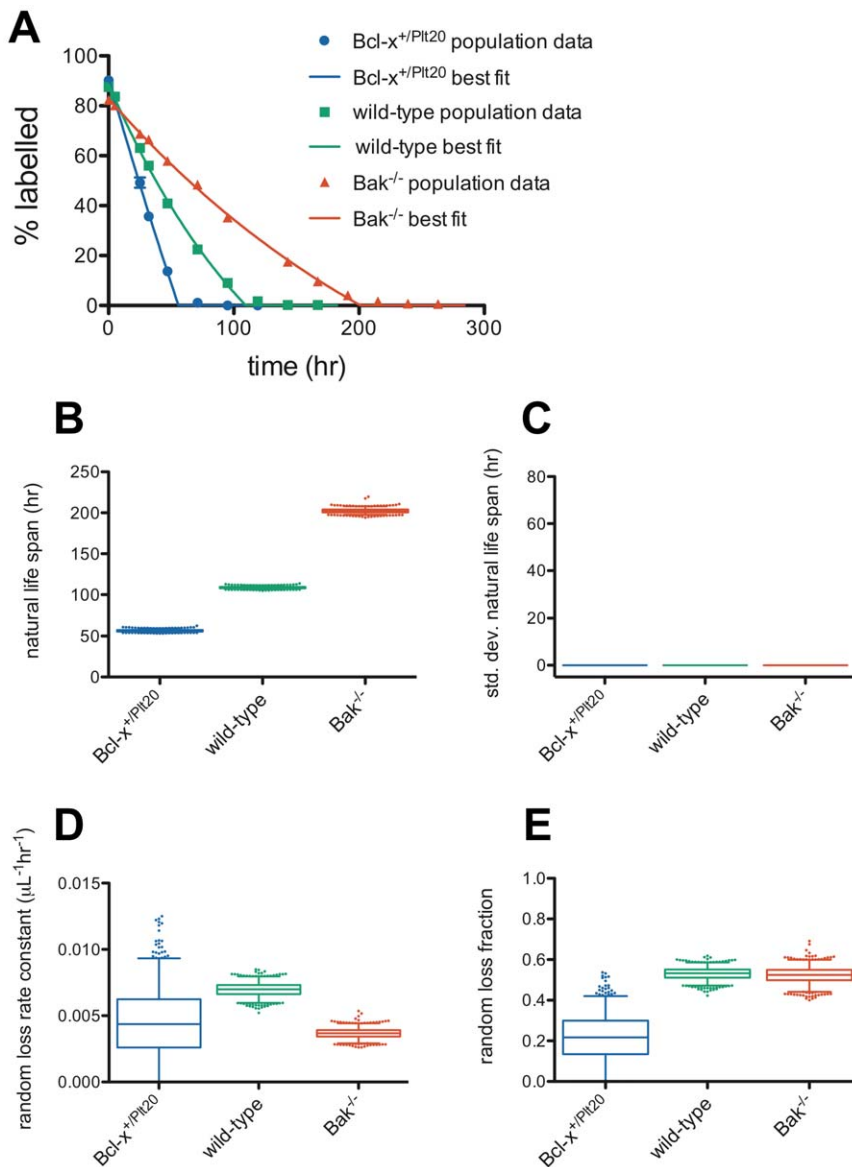 A
Bcl-x+/Plt20 population data
Bcl-x+/Plt20 best fit
wild-type population data
wild-type best fit
Bak-/- population data
Bak-/- best fit
% labelled
100
80
60
40
20
0
0 100 200 300
time (hr)
B
natural life span (hr)
250
200
150
100
50
0
Bcl-x+/Plt20 wild-type Bak-/-
C
std. dev. natural life span (hr)
80
60
40
20
0
Bcl-x+/Plt20 wild-type Bak-/-
D
random loss rate constant (μL-1hr-1)
0.015
0.010
0.005
0.000
Bcl-x+/Plt20 wild-type Bak-/-
E
random loss fraction
1.0
0.8
0.6
0.4
0.2
0.0
Bcl-x+/Plt20 wild-type Bak-/-